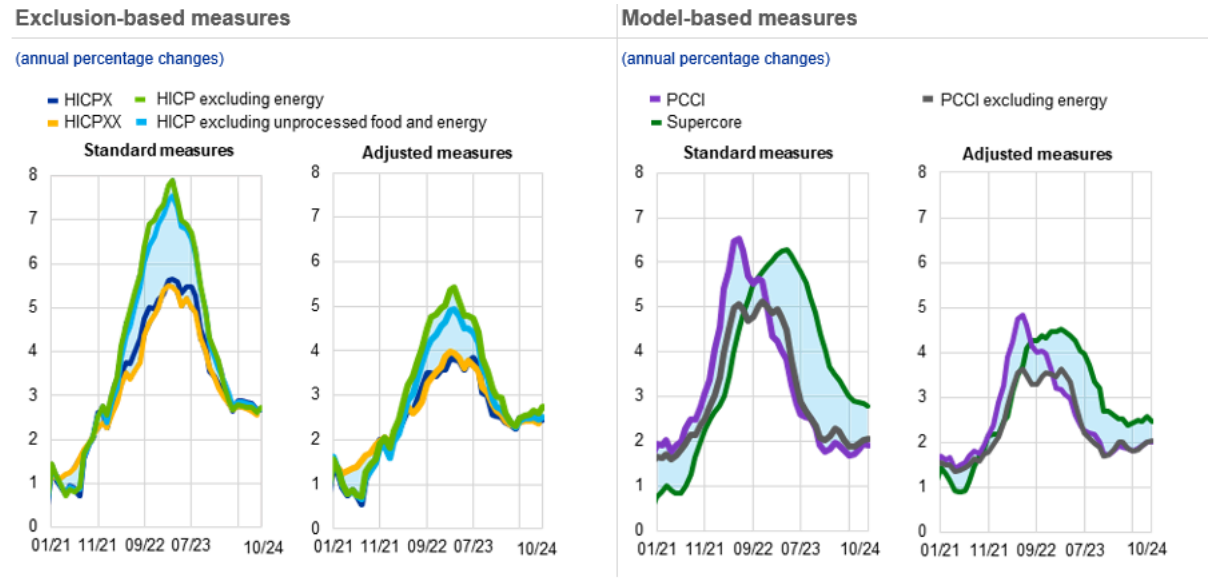 Exclusion-based measures
(annual percentage changes)
HICPX
HICP excluding energy
HICPXX
HICP excluding unprocessed food and energy
Standard measures
8
7
6
5
4
3
2
1
0
01/21 11/21 09/22 07/23 10/24
Adjusted measures
8
7
6
5
4
3
2
1
0
01/21 11/21 09/22 07/23 10/24
Model-based measures
(annual percentage changes)
PCCI
PCCI excluding energy
Supercore
Standard measures
8
7
6
5
4
3
2
1
0
01/21 11/21 09/22 07/23 10/24
Adjusted measures
8
7
6
5
4
3
2
1
0
01/21 11/21 09/22 07/23 10/24